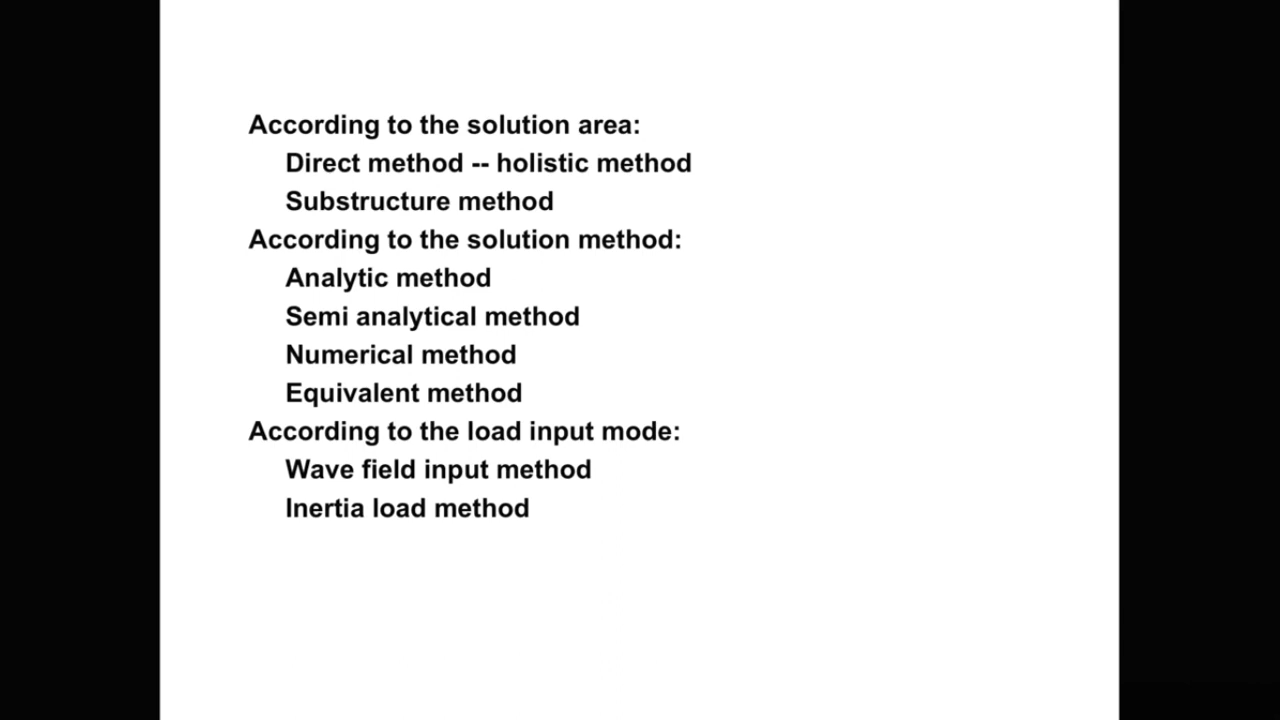 According to the solution area:
Direct method -- holistic method
Substructure method
According to the solution method:
Analytic method
Semi analytical method
Numerical method
Equivalent method
According to the load input mode:
Wave field input method
Inertia load method